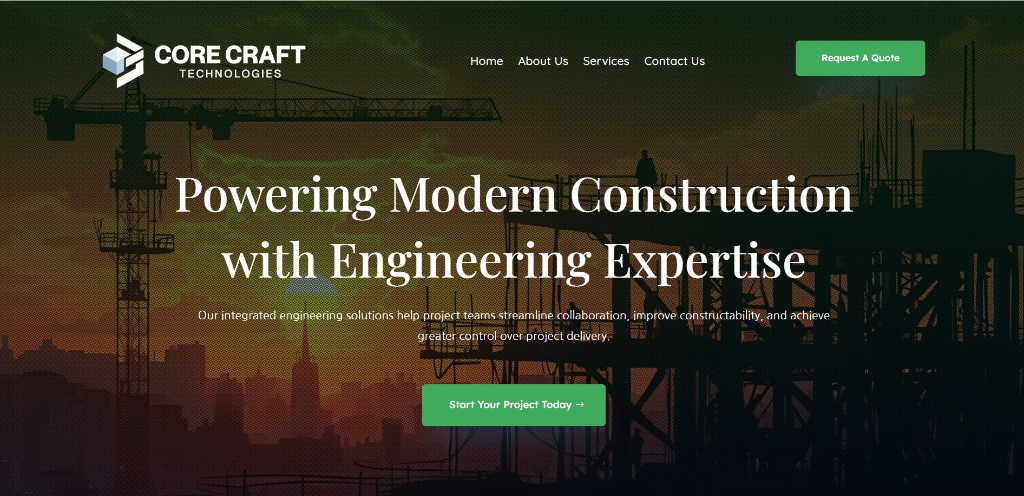 CORE CRAFT
TECHNOLOGIES
Home About Us Services Contact Us
Request A Quote
Powering Modern Construction
with Engineering Expertise
Our integrated engineering solutions help project teams streamline collaboration, improve constructability, and achieve
greater control over project delivery.
Start Your Project Today →